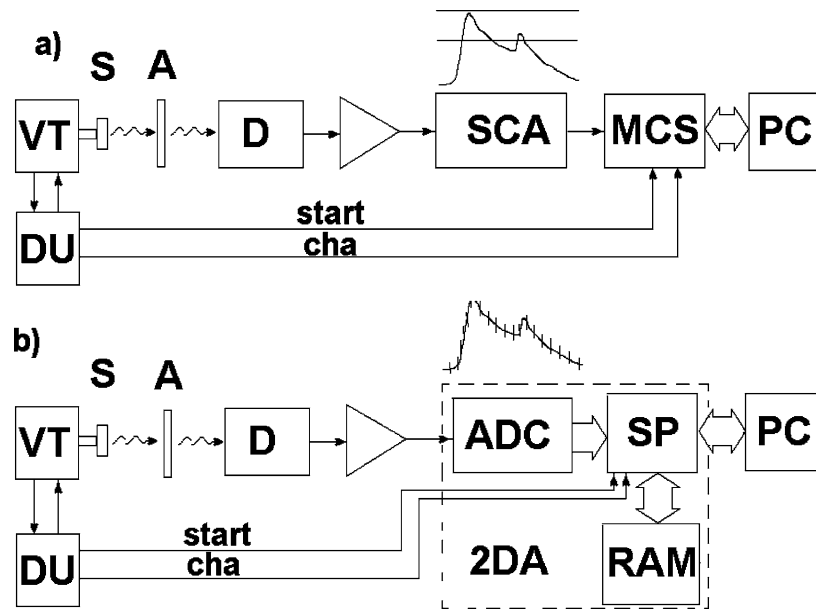 a)
S A
VT D SCA MCS PC
start
DU cha
b)
S A
VT D ADC SP PC
start
DU cha 2DA RAM